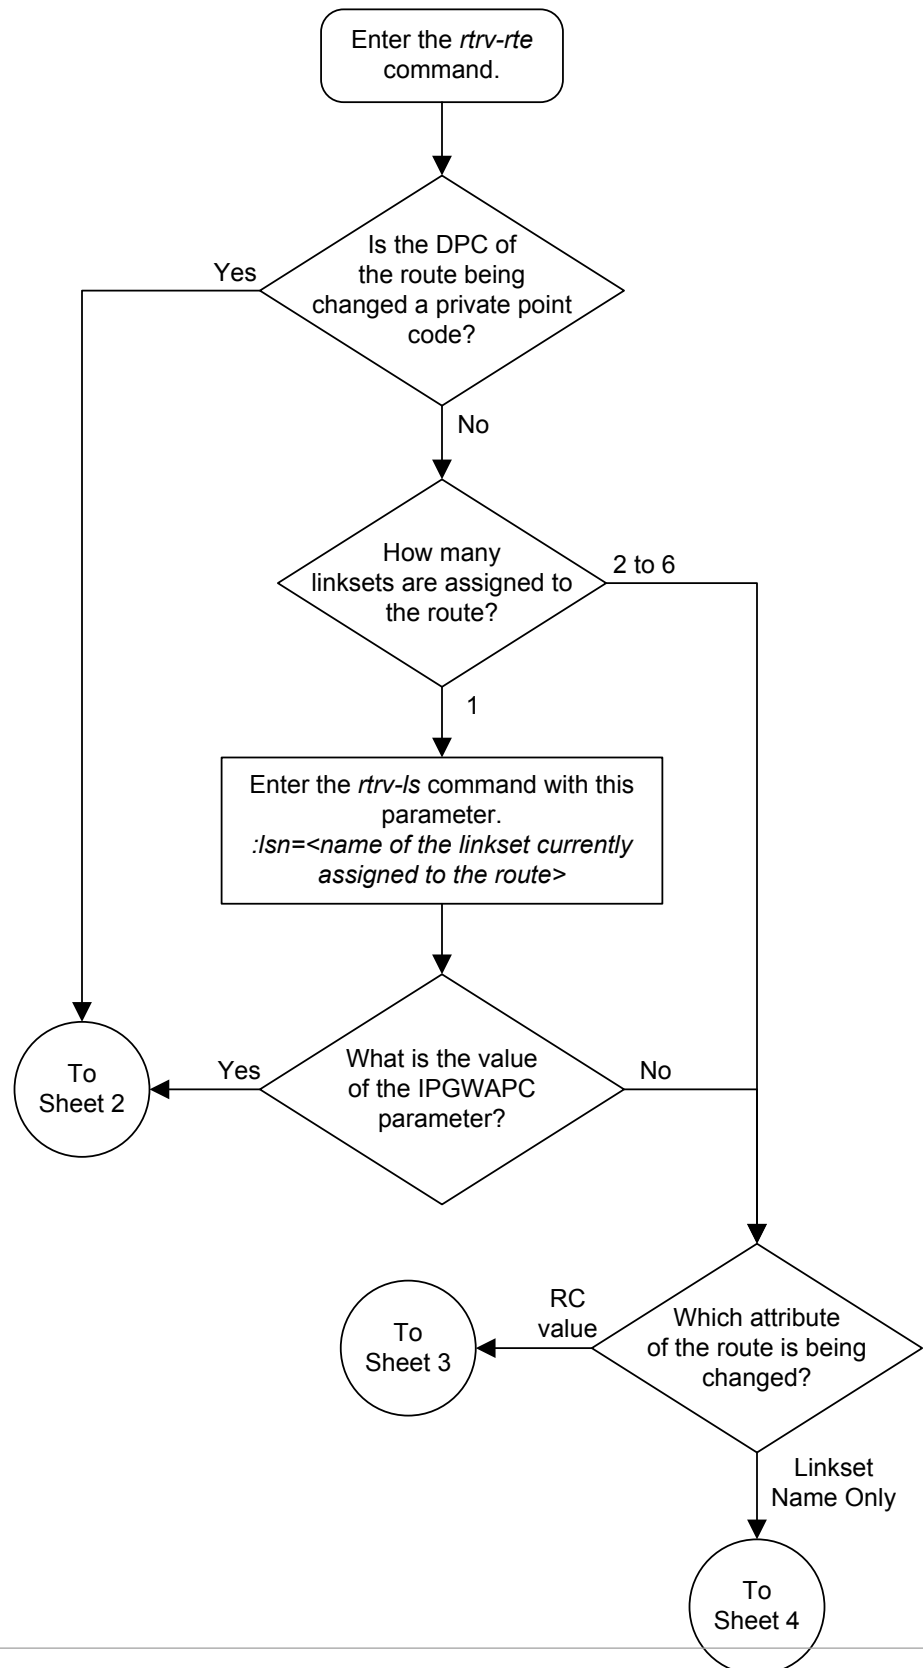 Enter the rtrv-rte
command.
Is the DPC of
the route being
changed a private point
code?
Yes
No
How many
linksets are assigned to
the route?
2 to 6
1
Enter the rtrv-ls command with this
parameter.
:lsn=<name of the linkset currently
assigned to the route>
What is the value
of the IPGWAPC
parameter?
Yes
No
To
Sheet 2
Which attribute
of the route is being
changed?
RC
value
To
Sheet 3
Linkset
Name Only
To
Sheet 4